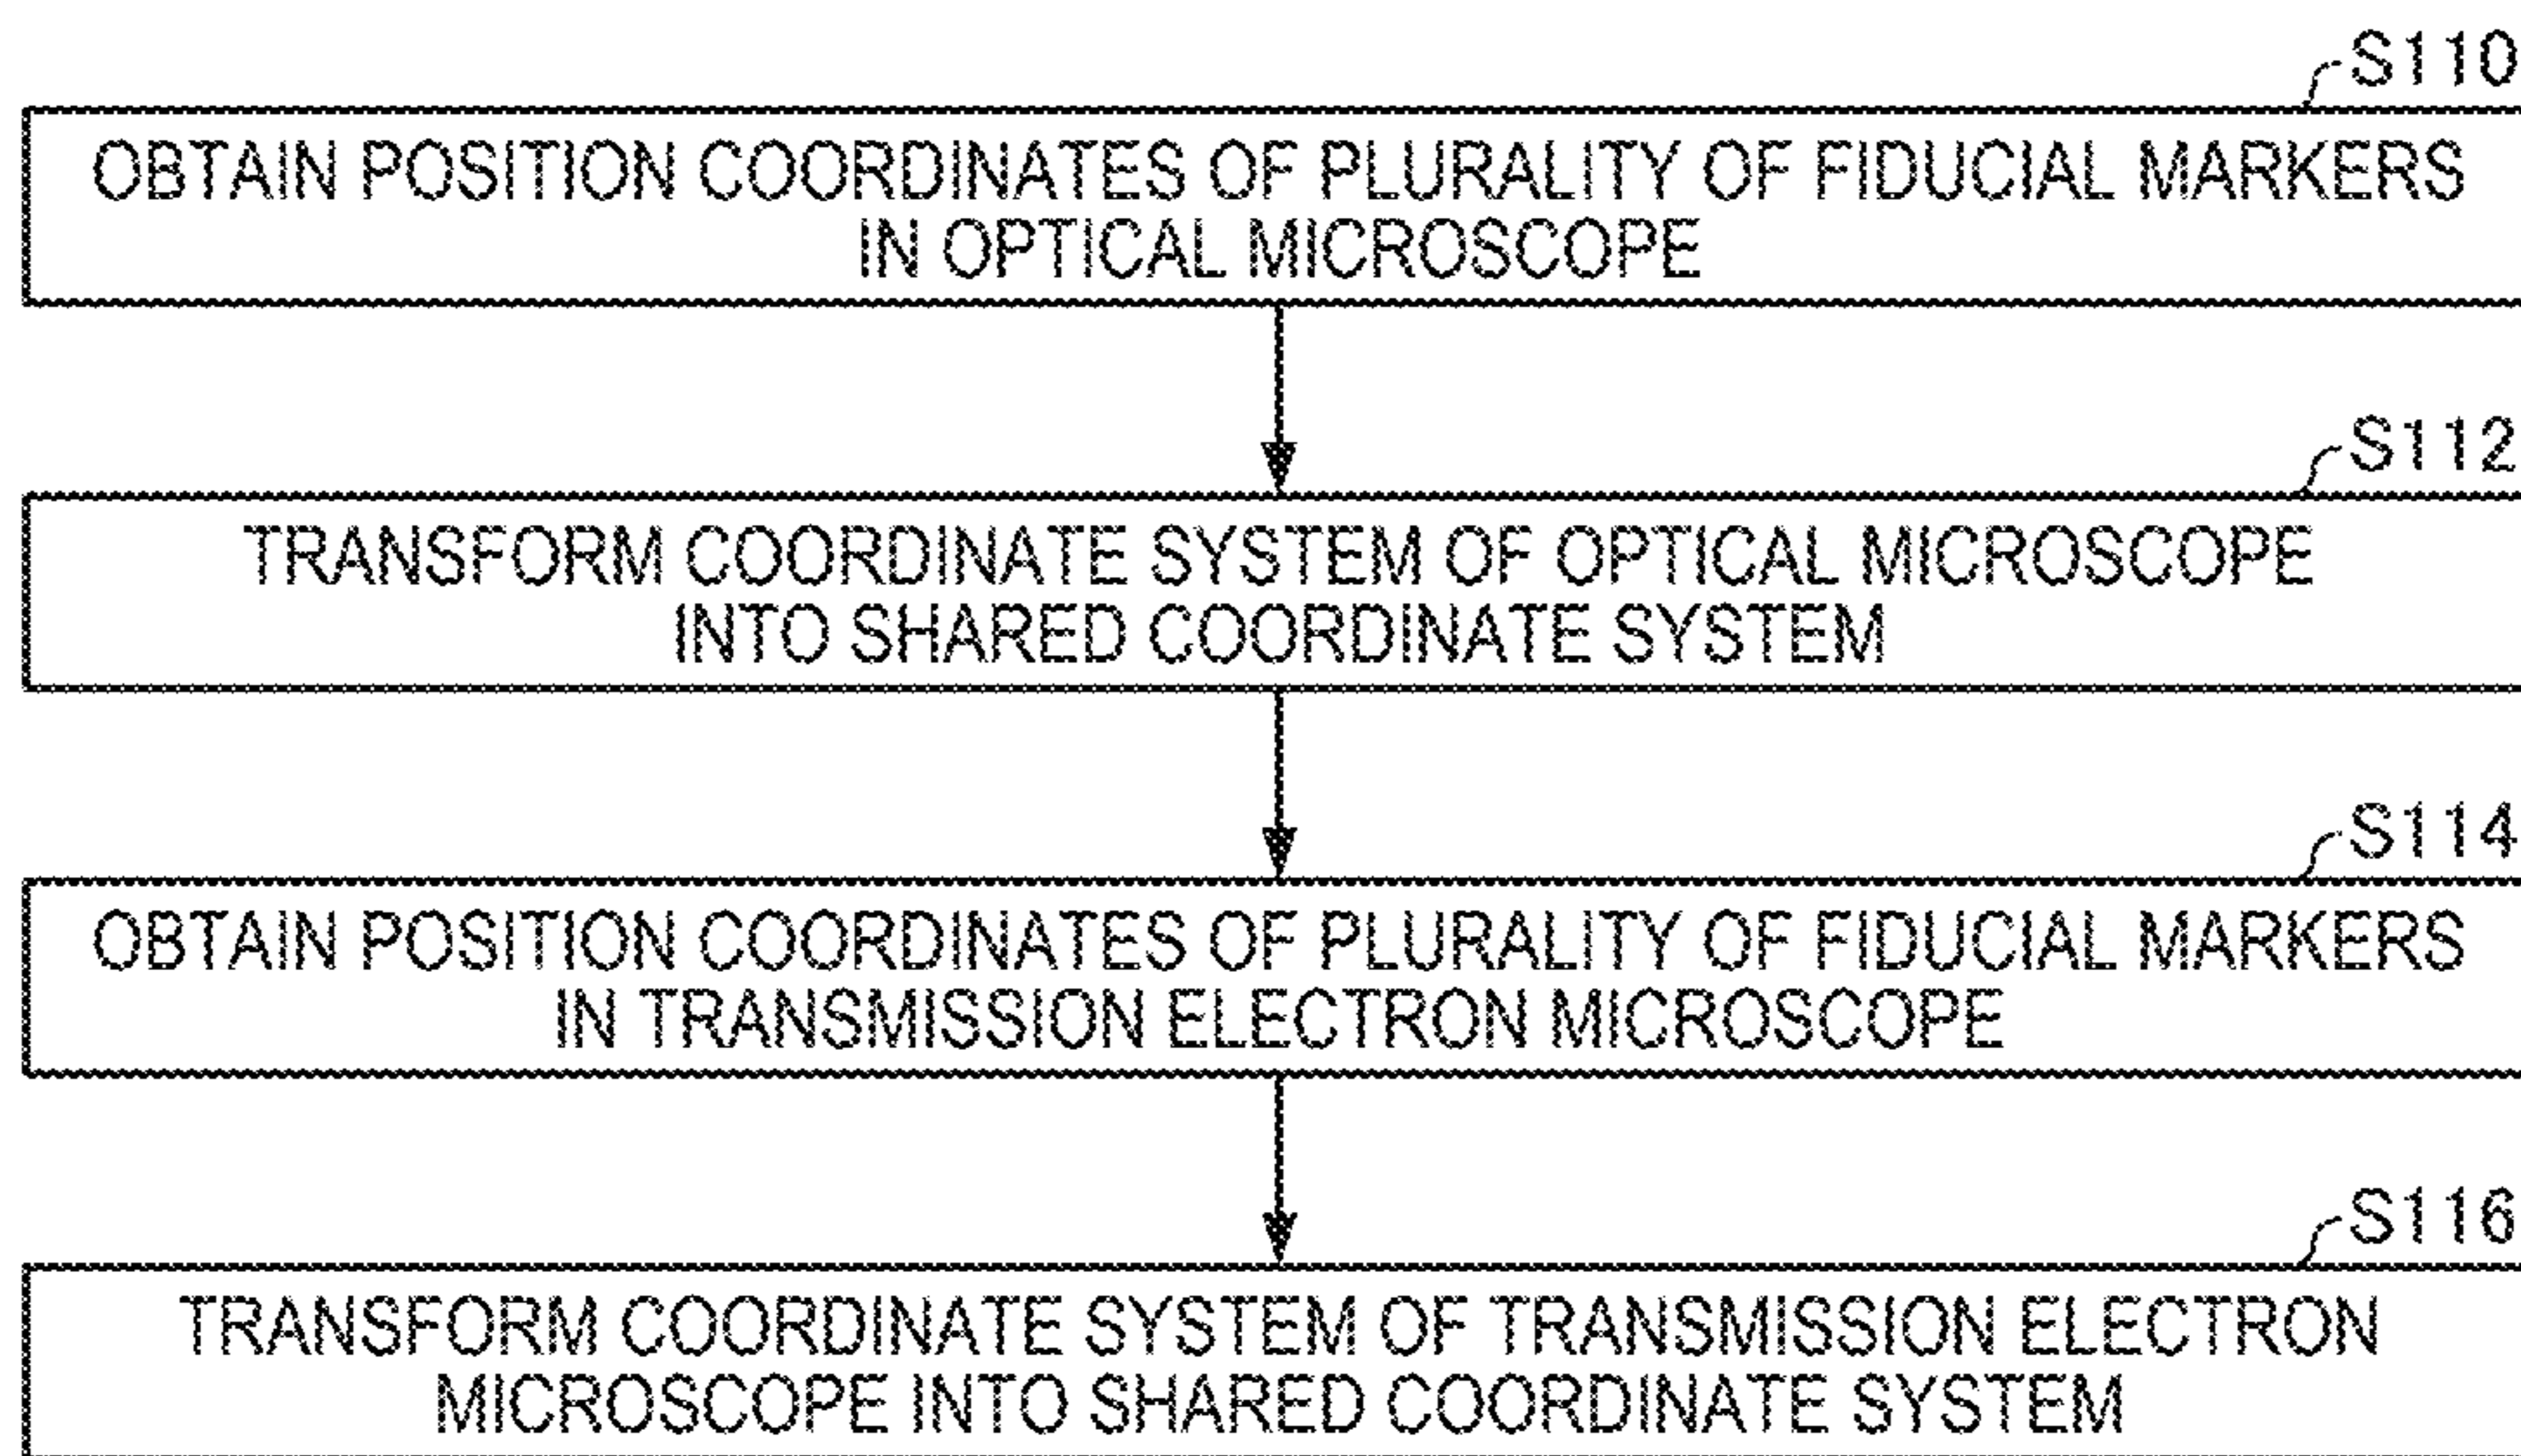 S110
OBTAIN POSITION COORDINATES OF PLURALITY OF FIDUCIAL MARKERS
IN OPTICAL MICROSCOPE
S112
TRANSFORM COORDINATE SYSTEM OF OPTICAL MICROSCOPE
INTO SHARED COORDINATE SYSTEM
S114
OBTAIN POSITION COORDINATES OF PLURALITY OF FIDUCIAL MARKERS
IN TRANSMISSION ELECTRON MICROSCOPE
S116
TRANSFORM COORDINATE SYSTEM OF TRANSMISSION ELECTRON
MICROSCOPE INTO SHARED COORDINATE SYSTEM